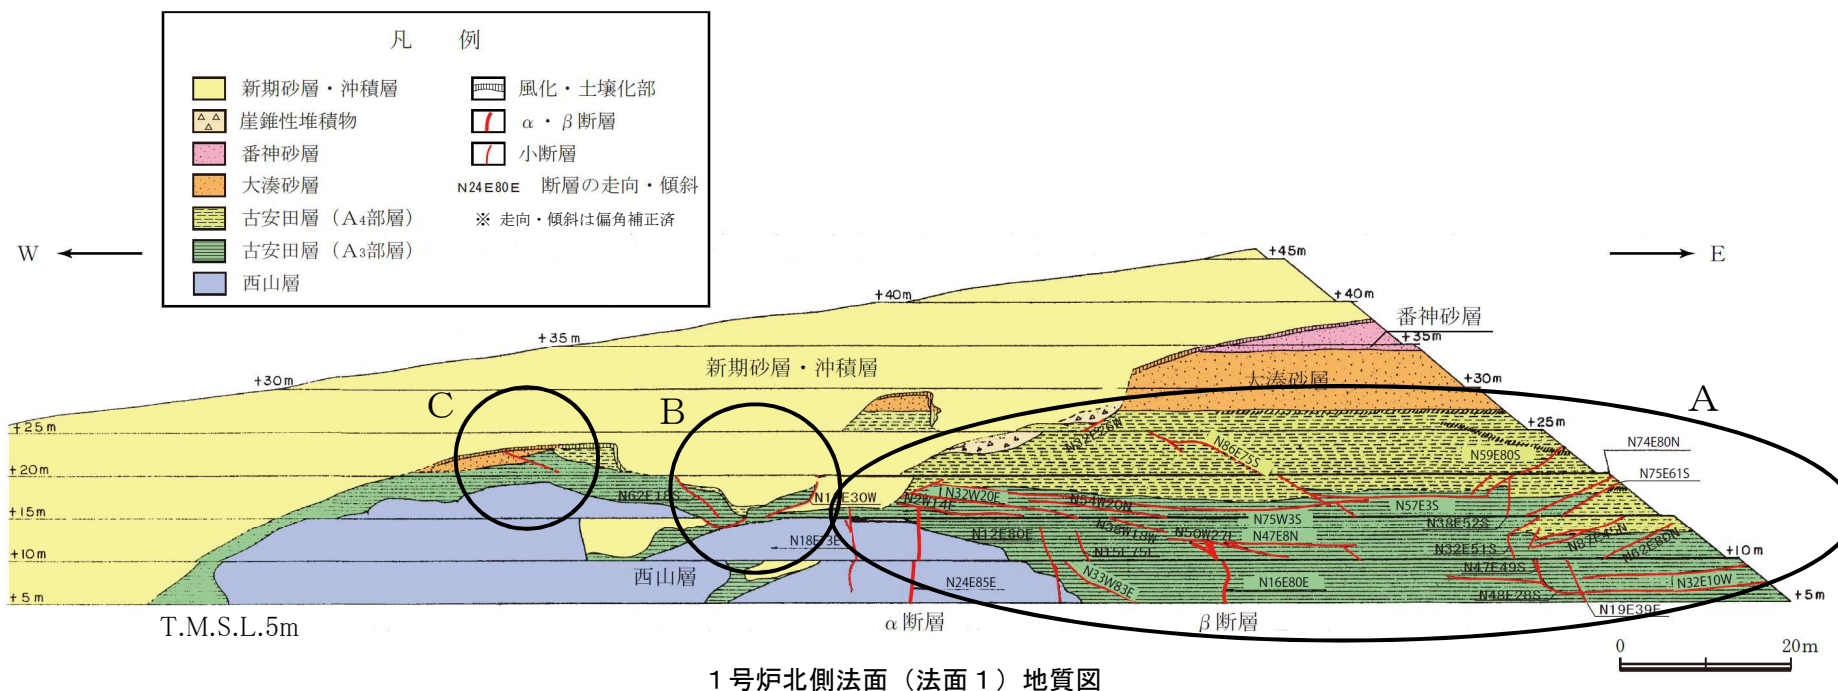 凡　例
新期砂層・沖積層
崖錐性堆積物
番神砂層
大湊砂層
古安田層（A₄部層）
古安田層（A₃部層）
西山層
風化・土壌化部
α・β断層
小断層
N24E80E　断層の走向・傾斜
※ 走向・傾斜は偏角補正済
W
E
+45m
+40m
+40m
番神砂層
+35m
+35m
新期砂層・沖積層
大湊砂層
+30m
+30m
C
B
A
+25m
+25m
N86E75S
N59E80S
N74E80N
+20m
N75E61S
N32W20E
N54W20N
N57E3S
N75W3S
N38E52S
+15m
N12E80E
N50W27E
N47E8N
N18E73E
N15E75E
N32E51S
N62E80N
+10m
+10m
西山層
N24E85E
N33W83E
N16E80E
N47E49S
N32E10W
N48E28S
+5m
+5m
N19E39E
T.M.S.L.5m
α断層
β断層
0
20m
1号炉北側法面（法面1）地質図